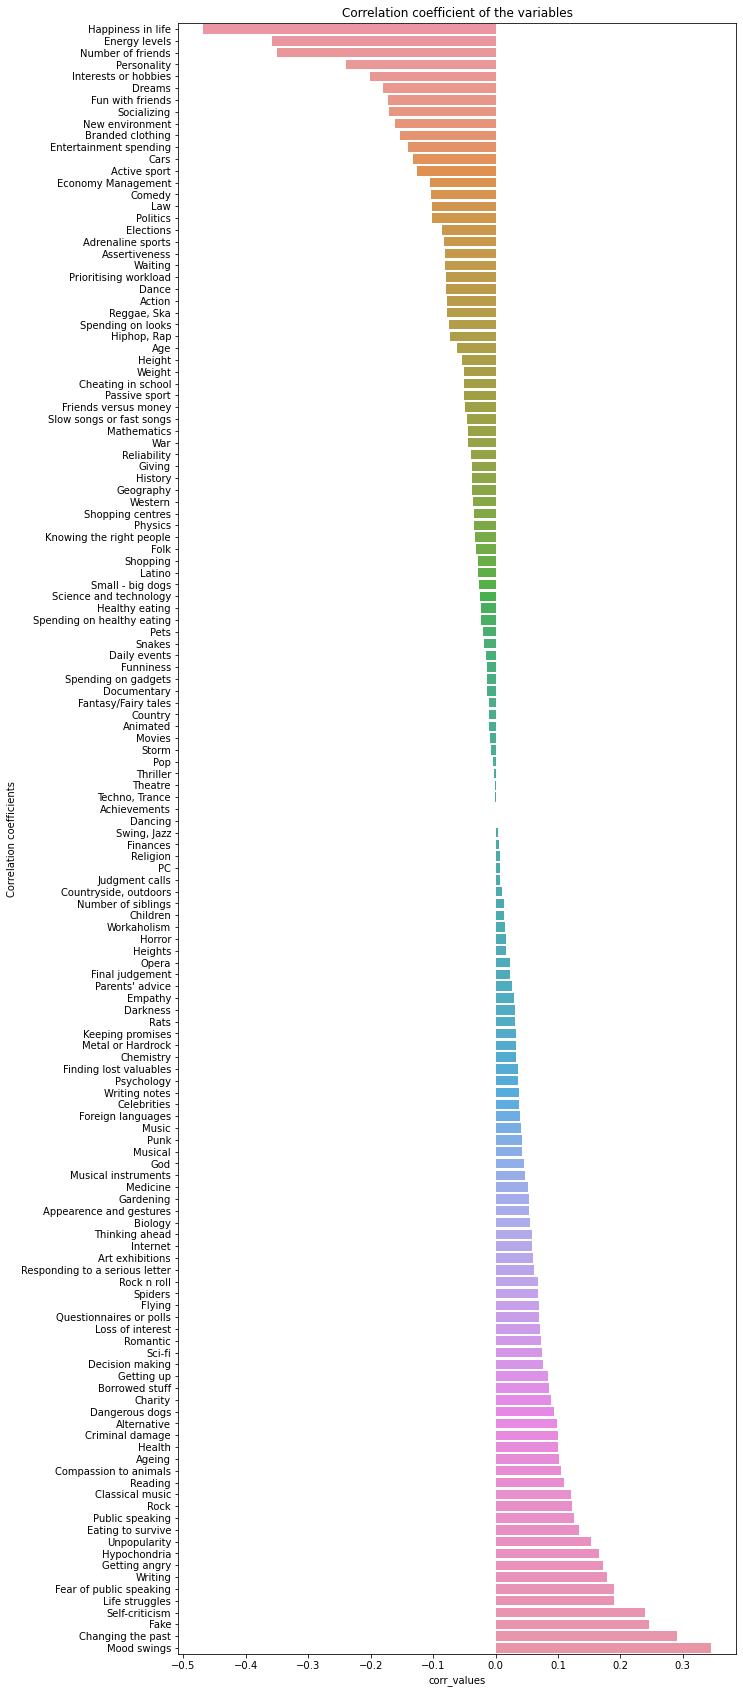 Correlation coefficient of the variables
Happiness in life
Energy levels
Number of friends
Personality
Interests or hobbies
Dreams
Fun with friends
Socializing
New environment
Branded clothing
Entertainment spending
Cars
Active sport
Economy Management
Comedy
Law
Politics
Elections
Adrenaline sports
Assertiveness
Waiting
Prioritising workload
Dance
Action
Reggae, Ska
Spending on looks
Hiphop, Rap
Age
Height
Weight
Cheating in school
Passive sport
Friends versus money
Slow songs or fast songs
Mathematics
War
Reliability
Giving
History
Geography
Western
Shopping centres
Physics
Knowing the right people
Folk
Shopping
Latino
Small - big dogs
Science and technology
Healthy eating
Spending on healthy eating
Pets
Snakes
Daily events
Funniness
Spending on gadgets
Documentary
Fantasy/Fairy tales
Country
Animated
Movies
Storm
Pop
Thriller
Theatre
Techno, Trance
Achievements
Dancing
Swing, Jazz
Finances
Religion
PC
Judgment calls
Countryside, outdoors
Number of siblings
Children
Workaholism
Horror
Heights
Opera
Final judgement
Parents' advice
Empathy
Darkness
Rats
Keeping promises
Metal or Hardrock
Chemistry
Finding lost valuables
Psychology
Writing notes
Celebrities
Foreign languages
Music
Punk
Musical
God
Musical instruments
Medicine
Gardening
Appearence and gestures
Biology
Thinking ahead
Internet
Art exhibitions
Responding to a serious letter
Rock n roll
Spiders
Flying
Questionnaires or polls
Loss of interest
Romantic
Sci-fi
Decision making
Getting up
Borrowed stuff
Charity
Dangerous dogs
Alternative
Criminal damage
Health
Ageing
Compassion to animals
Reading
Classical music
Rock
Public speaking
Eating to survive
Unpopularity
Hypochondria
Getting angry
Writing
Fear of public speaking
Life struggles
Self-criticism
Fake
Changing the past
Mood swings
Correlation coefficients
−0.5 −0.4 −0.3 −0.2 −0.1 0.0 0.1 0.2 0.3
corr_values